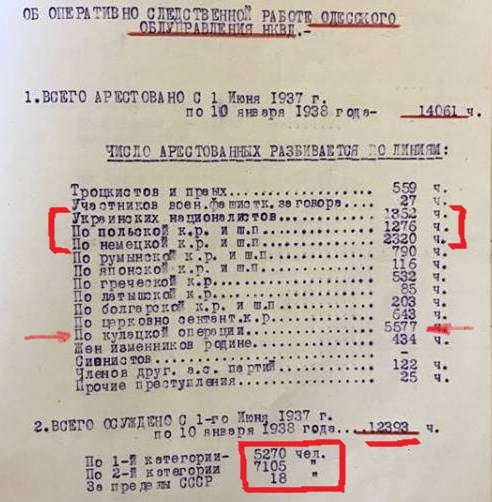 ОБ ОПЕРАТИВНО СЛЕДСТВЕННОЙ РАБОТЕ ОДЕССКОГО
ОБЛУПРАВЛЕНИЯ НКВД.-
1.ВСЕГО АРЕСТОВАНО С 1 Июня 1937 г.
по 10 января 1938 года- 14061 ч.
ЧИСЛО АРЕСТОВАННЫХ РАЗБИВАЕТСЯ ПО ЛИНИЯМ:
Троцкистов и праых............... 559 ч.
Участников воен.фашистк.заговора.. 27 ч.
Украинских националистов......... 1352 ч.
По польской к.р. и ш.п........... 1276 ч.
По немецкой к.р. и ш.п........... 2320 ч.
По румынской к.р. и ш.п.......... 790 ч.
По японской к.р. и ш.п........... 116 ч.
По греческой к.р................. 532 ч.
По латышской к.р................. 85 ч.
По болгарской к.р. и ш.п......... 203 ч.
По церковно сектант.к.р.......... 643 ч.
По кулацкой операции............. 5577 ч.
Жен изменников родине............ 434 ч.
Сионистов........................ - ч.
Членов друг. а.с. партий......... 122 ч.
Прочие преступления.............. 25 ч.
2.ВСЕГО ОСУЖДЕНО С 1-го Июня 1937 г.
по 10 января 1938 года....12393 ч.
По 1-й категории- 5270 чел.
По 2-й категории 7105 "
За пределы СССР 18 "